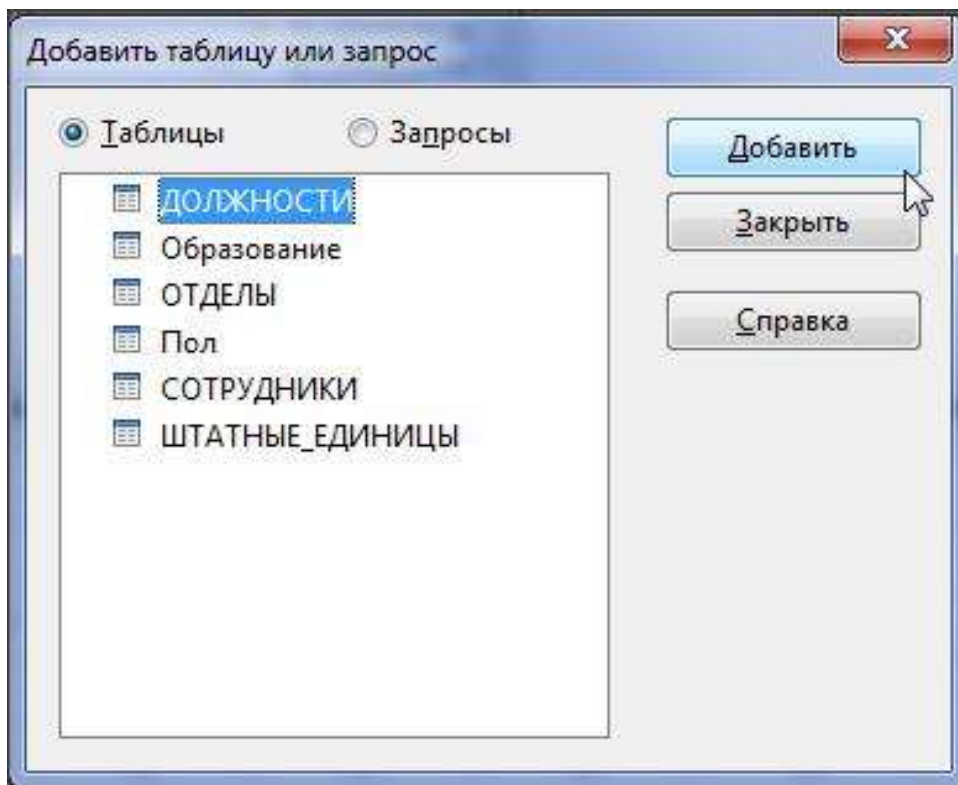 Добавить таблицу или запрос
Таблицы Запросы
ДОЛЖНОСТИ
Образование
ОТДЕЛЫ
Пол
СОТРУДНИКИ
ШТАТНЫЕ_ЕДИНИЦЫ
Добавить
Закрыть
Справка